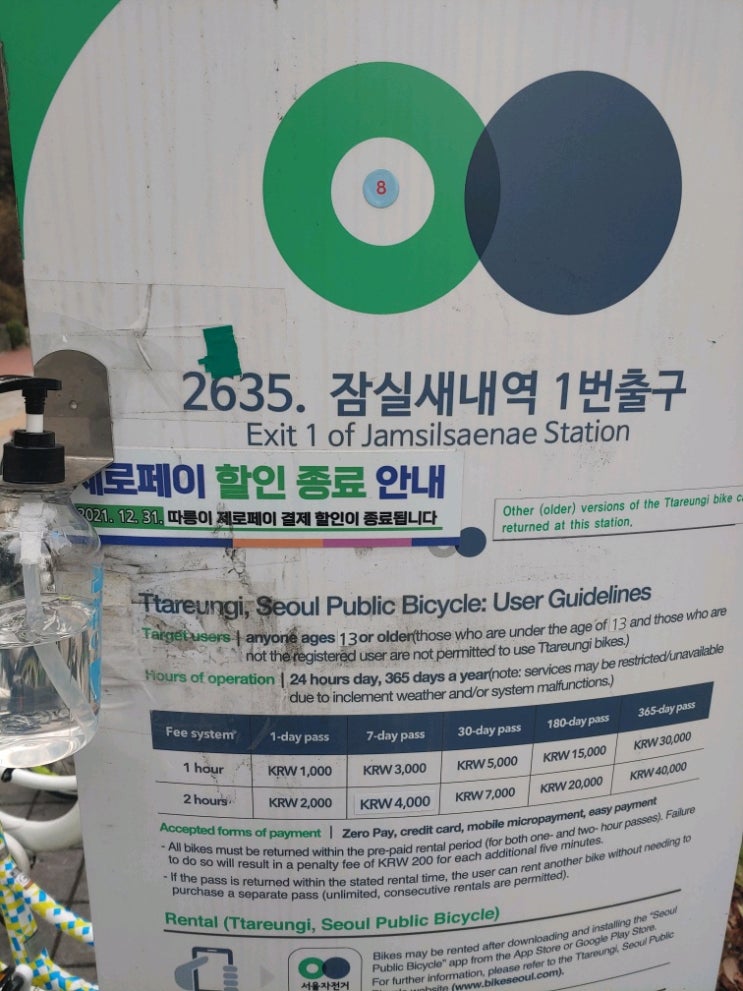 8
2635. 잠실새내역 1번출구
Exit 1 of Jamsilsaenae Station
제로페이 할인 종료 안내
2021. 12. 31. 따릉이 제로페이 결제 할인이 종료됩니다
Other (older) versions of the Ttareungi bike
returned at this station.
Ttareungi, Seoul Public Bicycle: User Guidelines
Target users | anyone ages 13 or older(those who are under the age of 13 and those who are
not the registered user are not permitted to use Ttareungi bikes.)
Hours of operation | 24 hours day, 365 days a year(note: services may be restricted/unavailable
due to inclement weather and/or system malfunctions.)
Fee system 1-day pass 7-day pass 30-day pass 180-day pass 365-day pass
1 hour KRW 1,000 KRW 3,000 KRW 5,000 KRW 15,000 KRW 30,000
2 hours KRW 2,000 KRW 4,000 KRW 7,000 KRW 20,000 KRW 40,000
Accepted forms of payment | Zero Pay, credit card, mobile micropayment, easy payment
- All bikes must be returned within the pre-paid rental period (for both one- and two- hour passes). Failure
to do so will result in a penalty fee of KRW 200 for each additional five minutes.
- If the pass is returned within the stated rental time, the user can rent another bike without needing to
purchase a separate pass (unlimited, consecutive rentals are permitted).
Rental (Ttareungi, Seoul Public Bicycle)
서울자전거
Bikes may be rented after downloading and installing the "Seoul
Public Bicycle" app from the App Store or Google Play Store.
For further information, please refer to the Ttareungi, Seoul Public
website (www.bikeseoul.com).